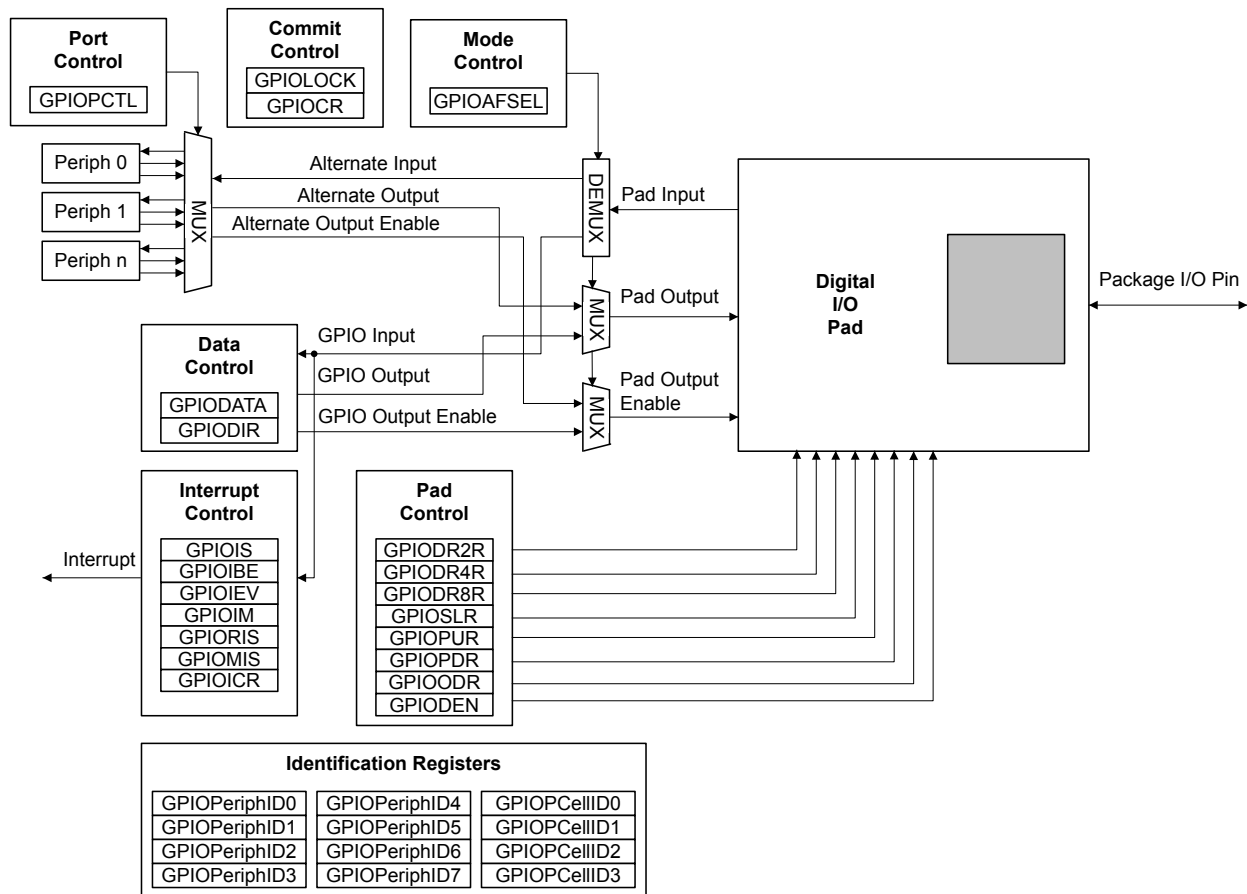 Port
Control
GPIOPCTL
Commit
Control
GPIOLOCK
GPIOCR
Mode
Control
GPIOAFSEL
Periph 0
Periph 1
Periph n
MUX
Alternate Input
Alternate Output
Alternate Output Enable
DEMUX
Pad Input
MUX
Pad Output
MUX
Pad Output
Enable
Digital
I/O
Pad
Package I/O Pin
Data
Control
GPIODATA
GPIODIR
GPIO Input
GPIO Output
GPIO Output Enable
Interrupt
Control
GPIOIS
GPIOIBE
GPIOIEV
GPIOIM
GPIORIS
GPIOMIS
GPIOICR
Interrupt
Pad
Control
GPIODR2R
GPIODR4R
GPIODR8R
GPIOSLR
GPIOPUR
GPIOPDR
GPIOODR
GPIODEN
Identification Registers
GPIOPeriphID0
GPIOPeriphID1
GPIOPeriphID2
GPIOPeriphID3
GPIOPeriphID4
GPIOPeriphID5
GPIOPeriphID6
GPIOPeriphID7
GPIOPCellID0
GPIOPCellID1
GPIOPCellID2
GPIOPCellID3